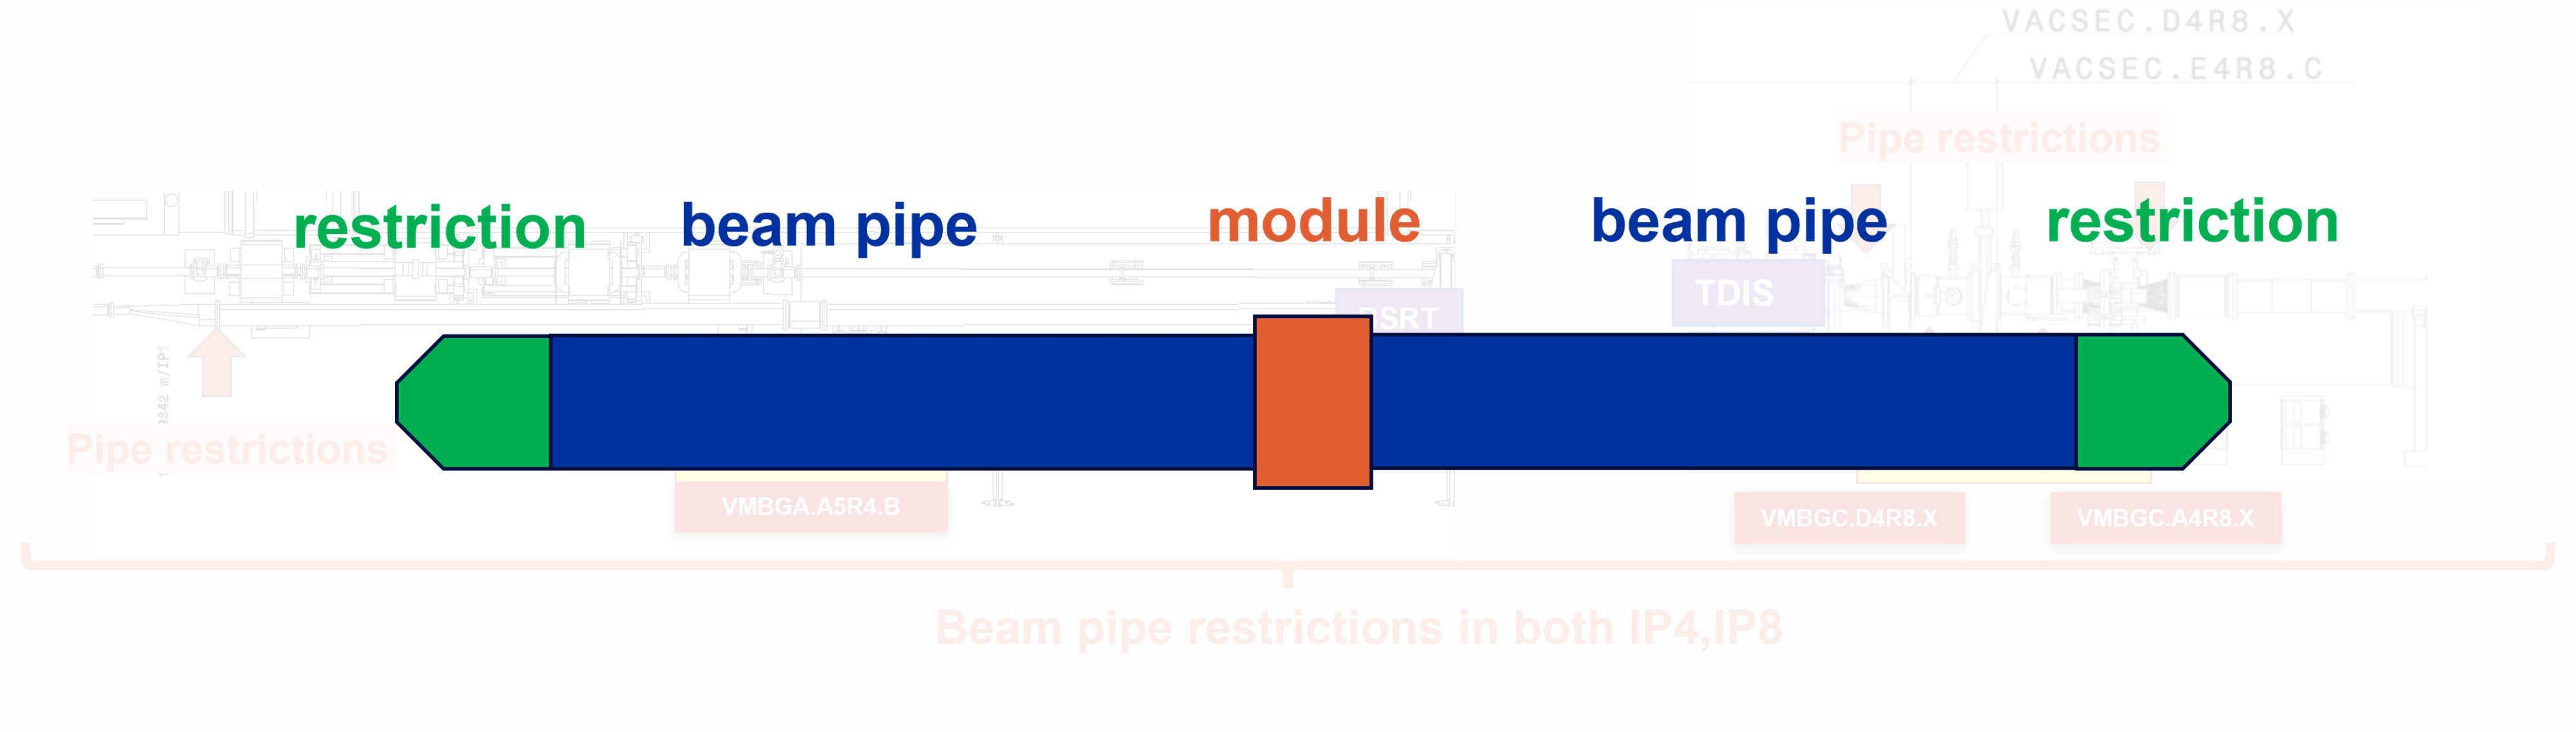 VACSEC.D4R8.X
VACSEC.E4R8.C
Pipe restrictions
restriction beam pipe module beam pipe restriction
TDIS
Pipe restrictions
VMBGA.A5R4.B
VMBGC.D4R8.X VMBGC.A4R8.X
Beam pipe restrictions in both IP4,IP8